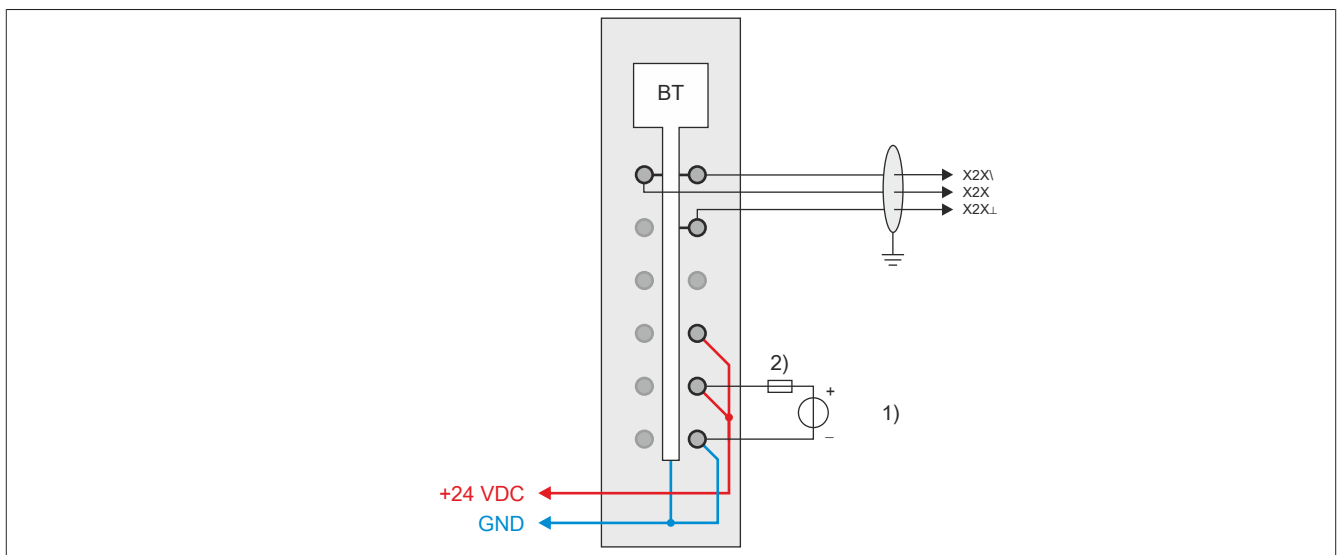 BT
X2X\
X2X
X2X⊥
2)
+
1)
–
+24 VDC
GND